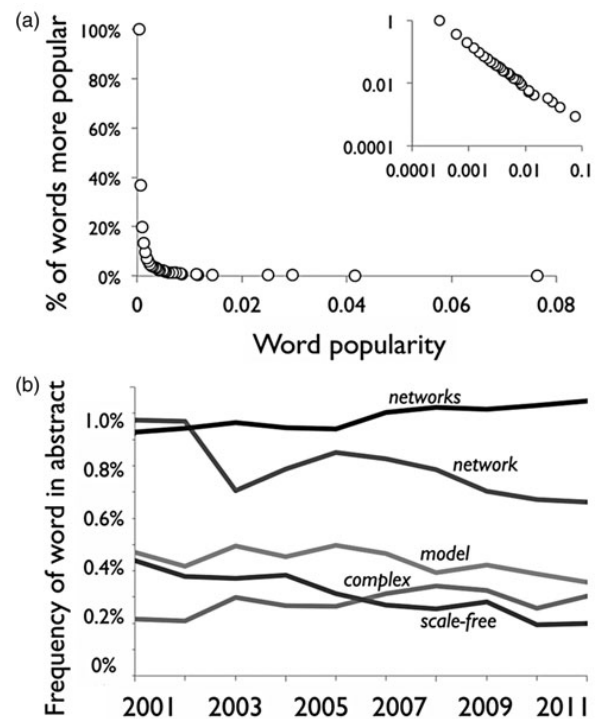 (a)
% of words more popular
100%
80%
60%
40%
20%
0%
0 0.02 0.04 0.06 0.08
Word popularity
1
0.01
0.0001
0.0001 0.001 0.01 0.1
(b)
Frequency of word in abstract
1.0%
0.8%
0.6%
0.4%
0.2%
0%
networks
network
model
complex
scale-free
2001 2003 2005 2007 2009 2011